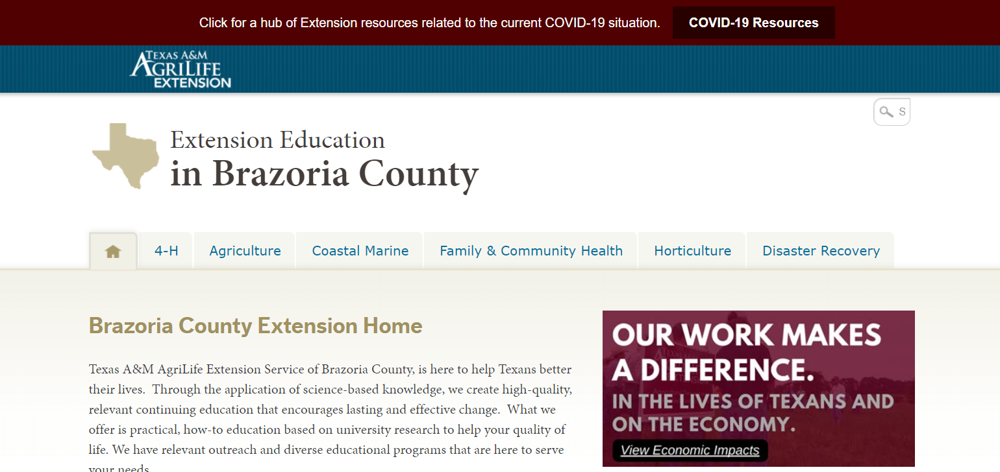 Click for a hub of Extension resources related to the current COVID-19 situation. COVID-19 Resources
TEXAS A&M
AGRILIFE
EXTENSION
S
Extension Education
in Brazoria County
4-H Agriculture Coastal Marine Family & Community Health Horticulture Disaster Recovery
Brazoria County Extension Home
Texas A&M AgriLife Extension Service of Brazoria County, is here to help Texans better
their lives.  Through the application of science-based knowledge, we create high-quality,
relevant continuing education that encourages lasting and effective change.  What we
offer is practical, how-to education based on university research to help your quality of
life. We have relevant outreach and diverse educational programs that are here to serve
your needs.
OUR WORK MAKES
A DIFFERENCE.
IN THE LIVES OF TEXANS AND
ON THE ECONOMY.
View Economic Impacts